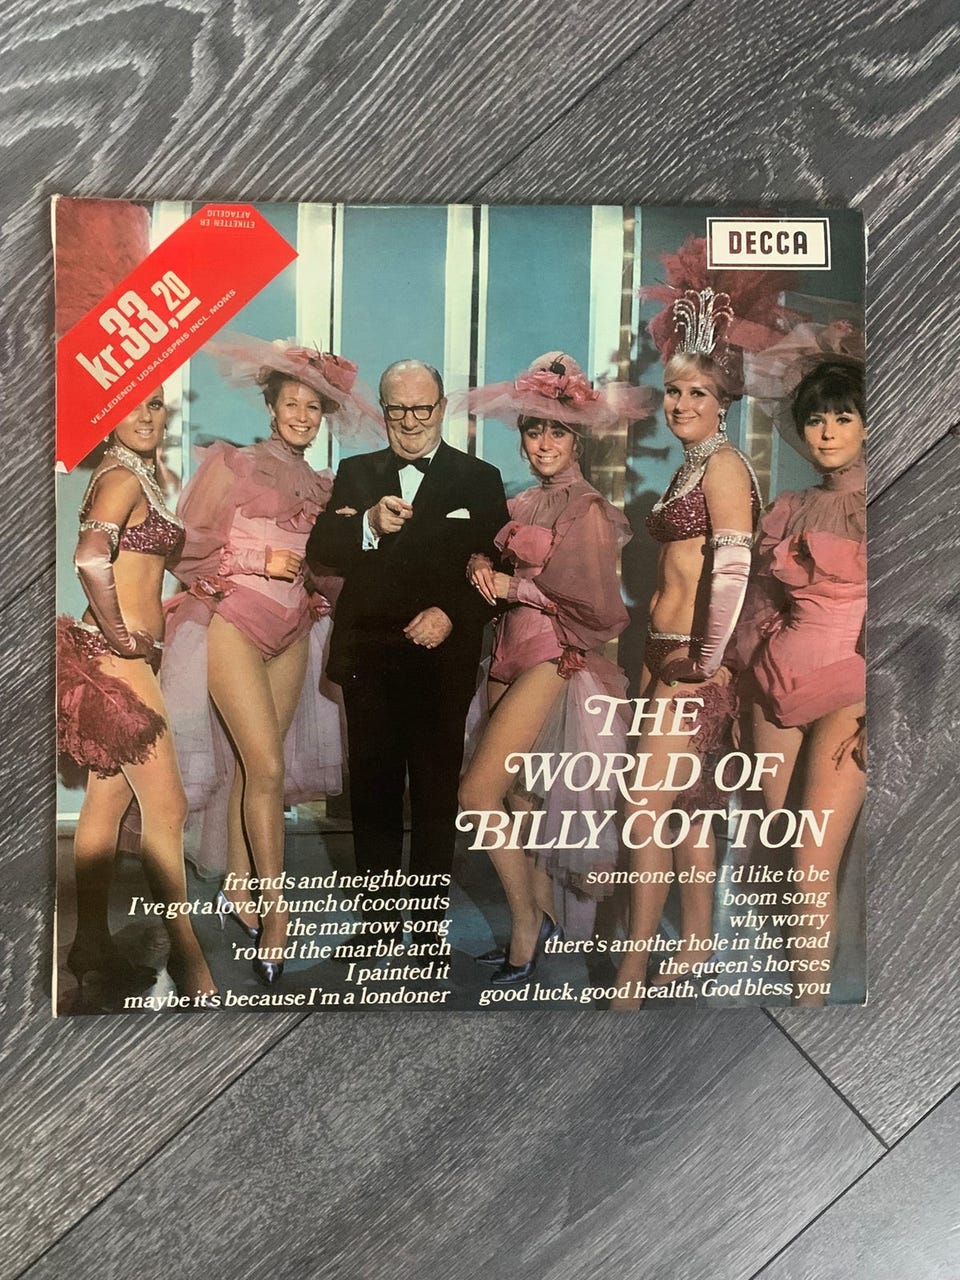 ETIKETTEN ER
AFTAGELIG
kr.33,20
VEJLEDENDE UDSALGSPRIS INCL. MOMS
DECCA
THE
WORLD OF
BILLY COTTON
friends and neighbours
I've got a lovely bunch of coconuts
the marrow song
'round the marble arch
I painted it
maybe it's because I'm a londoner
someone else I'd like to be
boom song
why worry
there's another hole in the road
the queen's horses
good luck, good health, God bless you